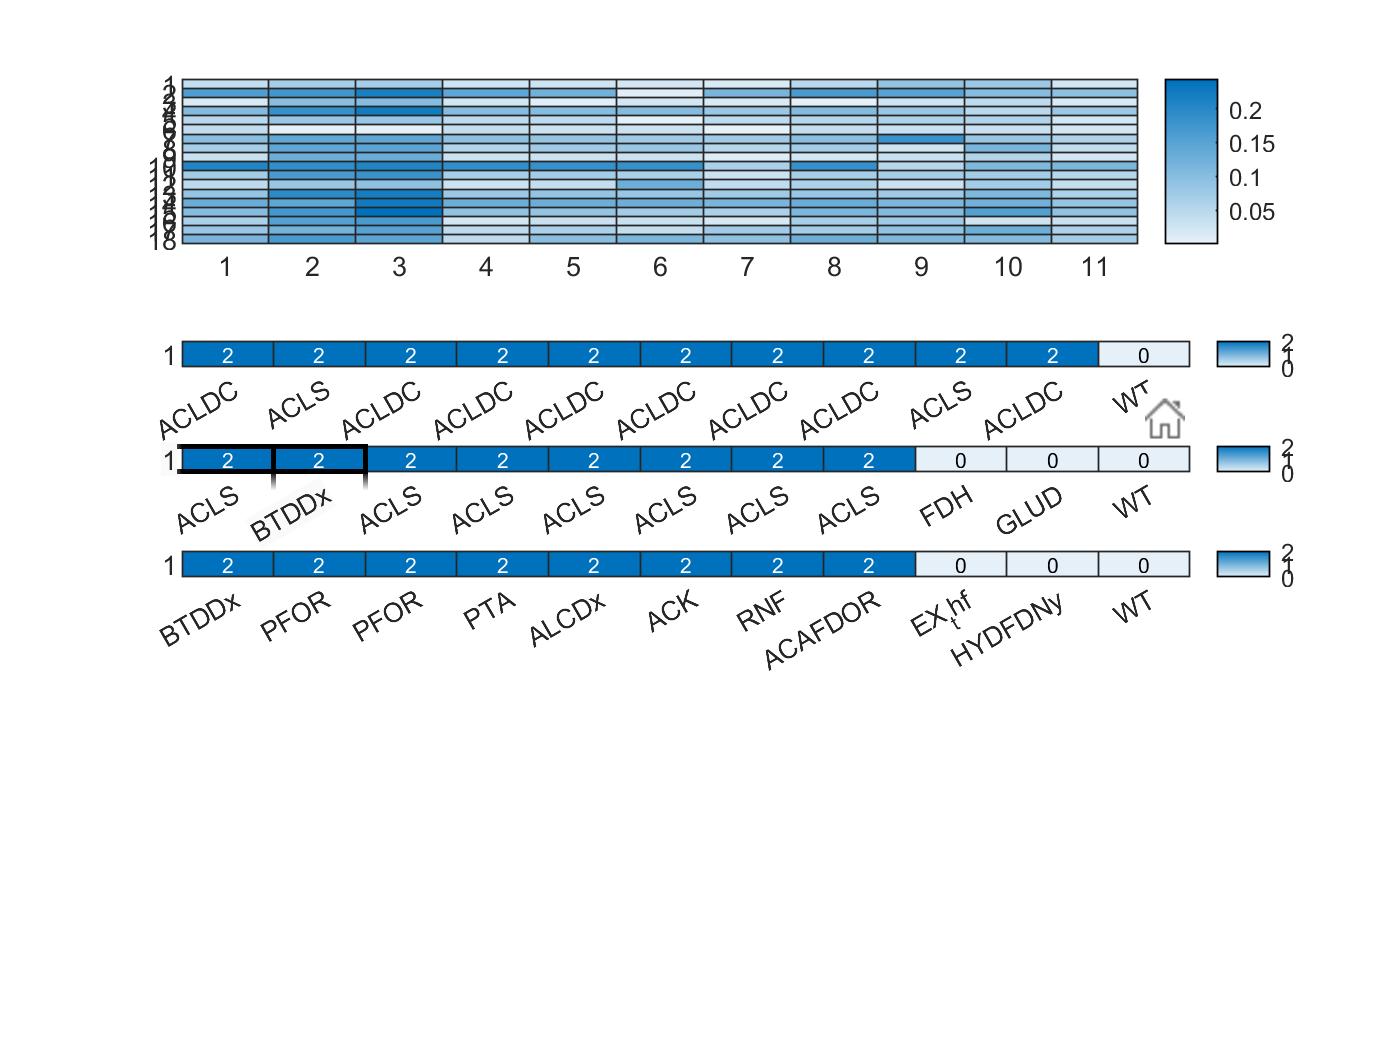 0.2
0.15
0.1
0.05
1 2 3 4 5 6 7 8 9 10 11
1 2 2 2 2 2 2 2 2 2 2 0 2 1 0
ACLDC ACLS ACLDC ACLDC ACLDC ACLDC ACLDC ACLDC ACLS ACLDC WT
1 2 2 2 2 2 2 2 2 0 0 0 2 1 0
ACLS BTDDx ACLS ACLS ACLS ACLS ACLS ACLS FDH GLUD WT
1 2 2 2 2 2 2 2 2 0 0 0 2 1 0
BTDDx PFOR PFOR PTA ALCDx ACK RNF ACAFDOR EXthf HYDFDNy WT